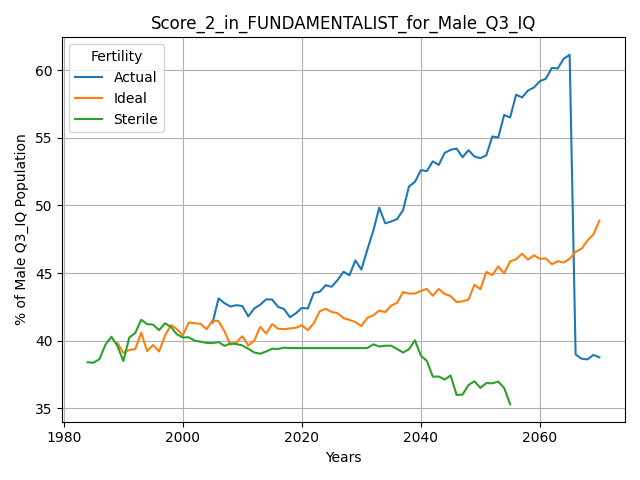 Score_2_in_FUNDAMENTALIST_for_Male_Q3_IQ
Fertility
Actual
Ideal
Sterile
% of Male Q3_IQ Population
60
55
50
45
40
35
1980
2000
2020
2040
2060
Years